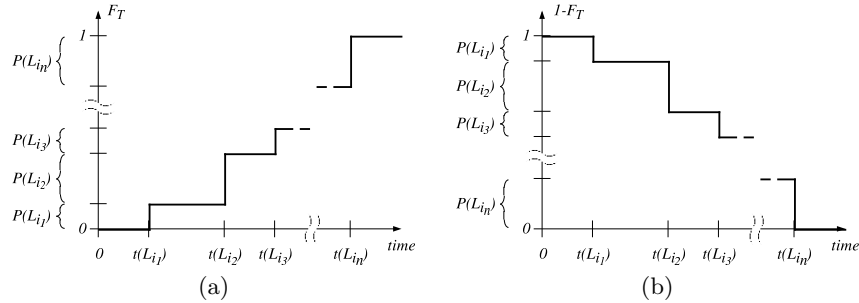 F_T
1
P(L_{i_n})
P(L_{i_3})
P(L_{i_2})
P(L_{i_1})
0
0 t(L_{i_1}) t(L_{i_2}) t(L_{i_3}) t(L_{i_n}) time
(a)
1-F_T
1
P(L_{i_1})
P(L_{i_2})
P(L_{i_3})
P(L_{i_n})
0
0 t(L_{i_1}) t(L_{i_2}) t(L_{i_3}) t(L_{i_n}) time
(b)